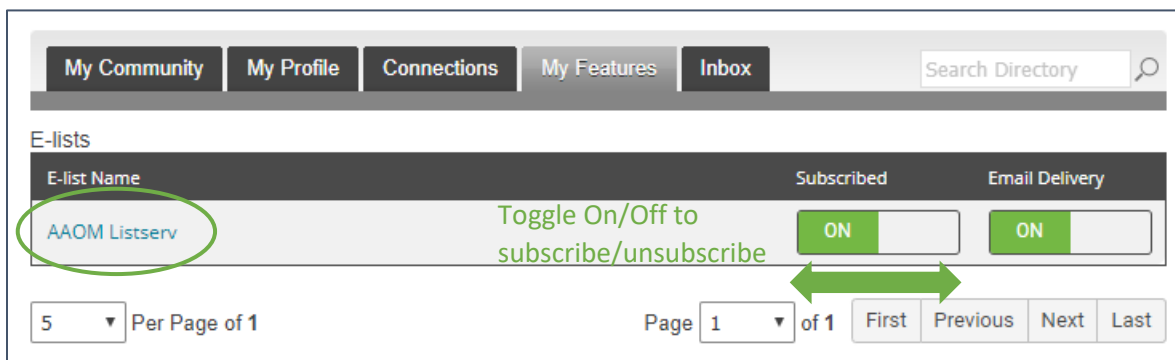 My Community My Profile Connections My Features Inbox Search Directory
E-lists
E-list Name Subscribed Email Delivery
AAOM Listserv Toggle On/Off to subscribe/unsubscribe ON ON
5 Per Page of 1 Page 1 of 1 First Previous Next Last